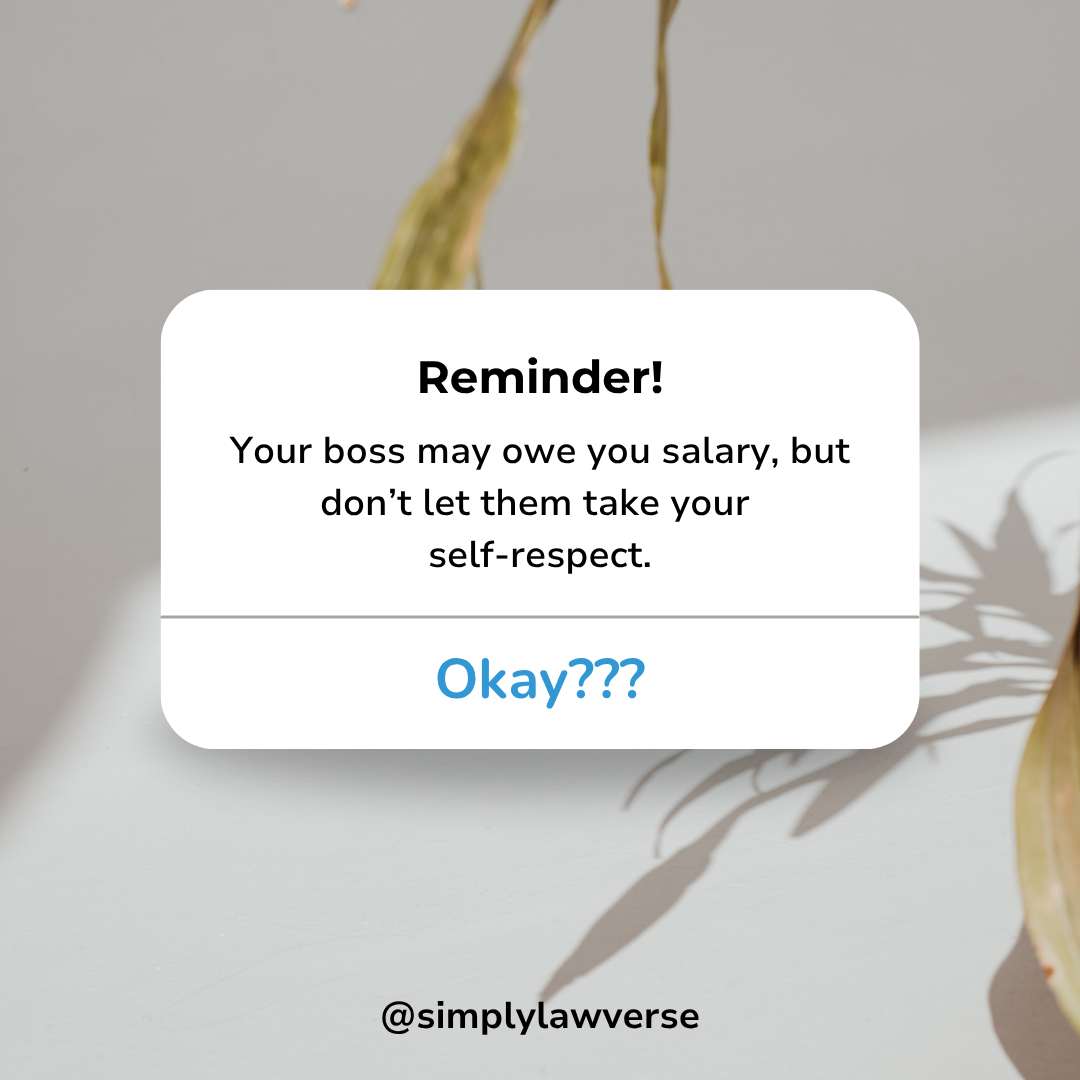 Reminder!
Your boss may owe you salary, but
don’t let them take your
self-respect.
Okay???
@simplylawverse